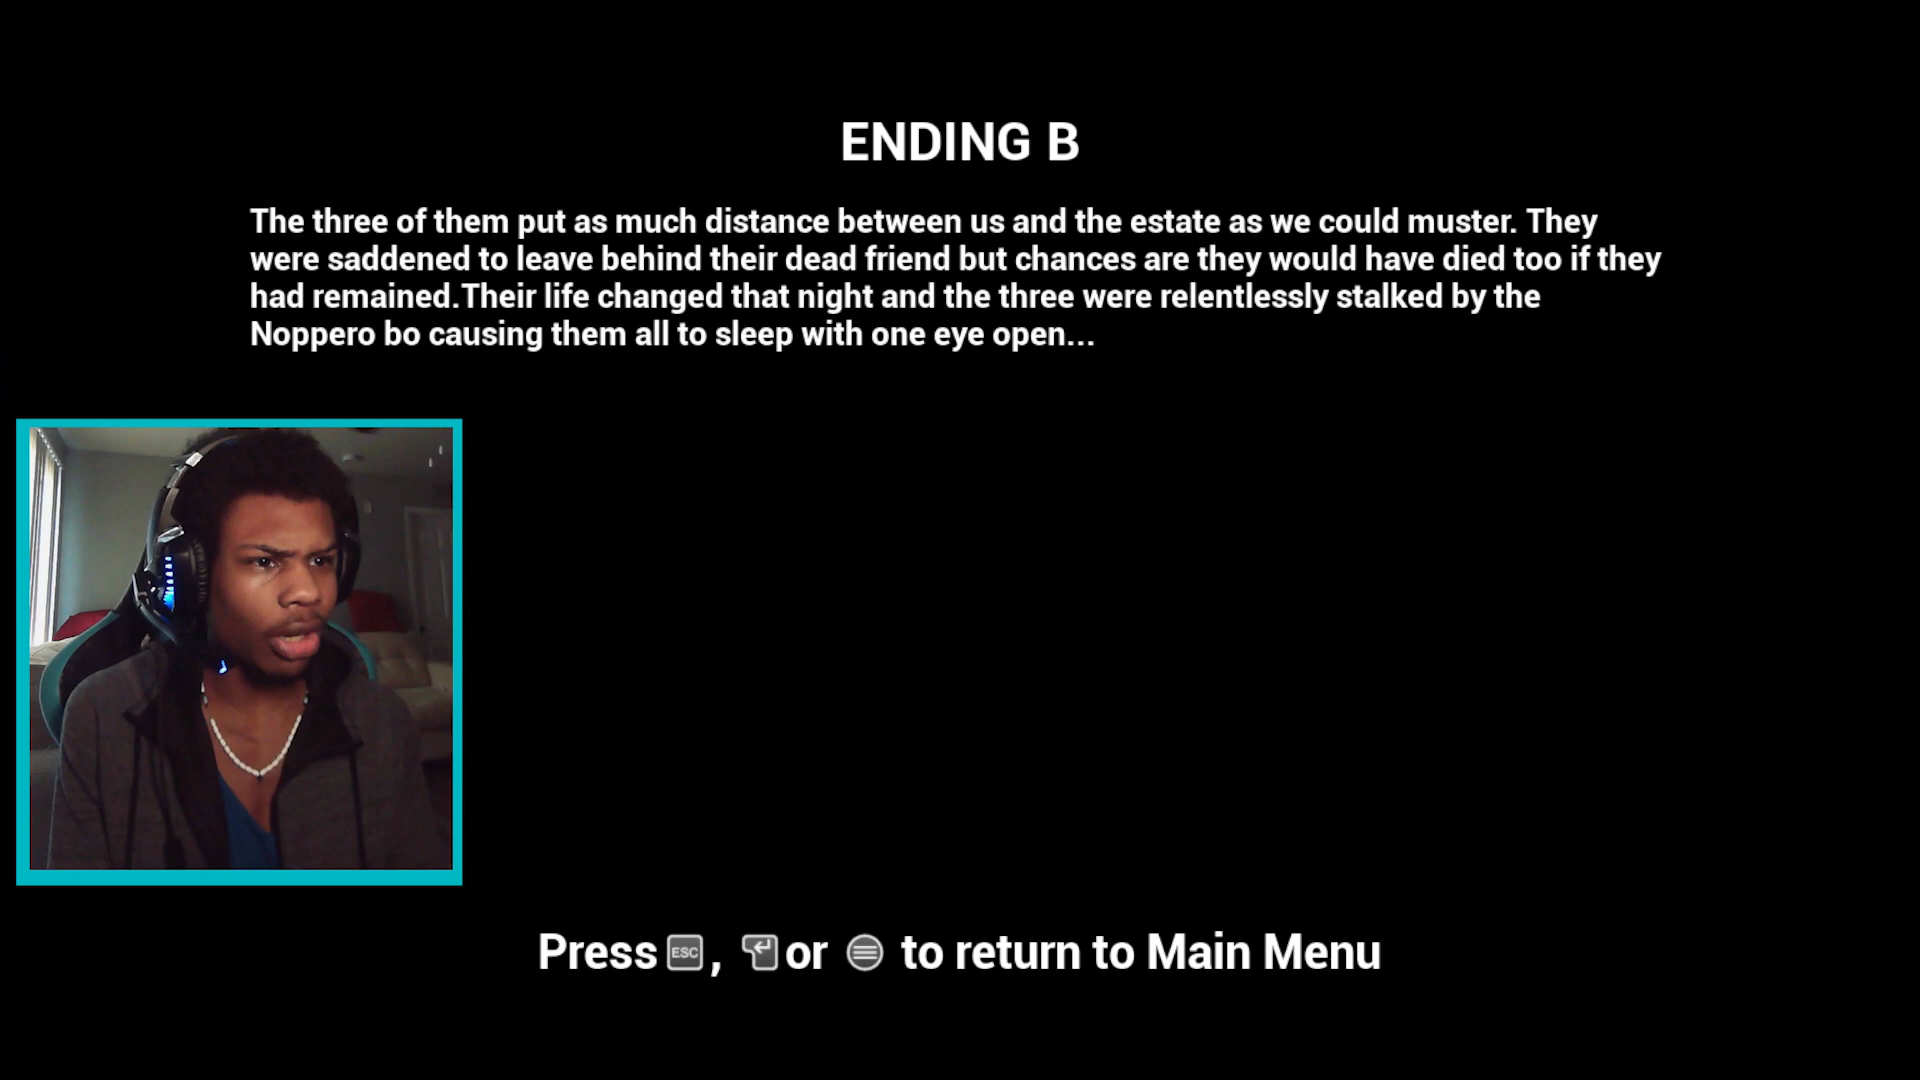 ENDING B
The three of them put as much distance between us and the estate as we could muster. They
were saddened to leave behind their dead friend but chances are they would have died too if they
had remained.Their life changed that night and the three were relentlessly stalked by the
Noppero bo causing them all to sleep with one eye open...
Press ESC, or to return to Main Menu